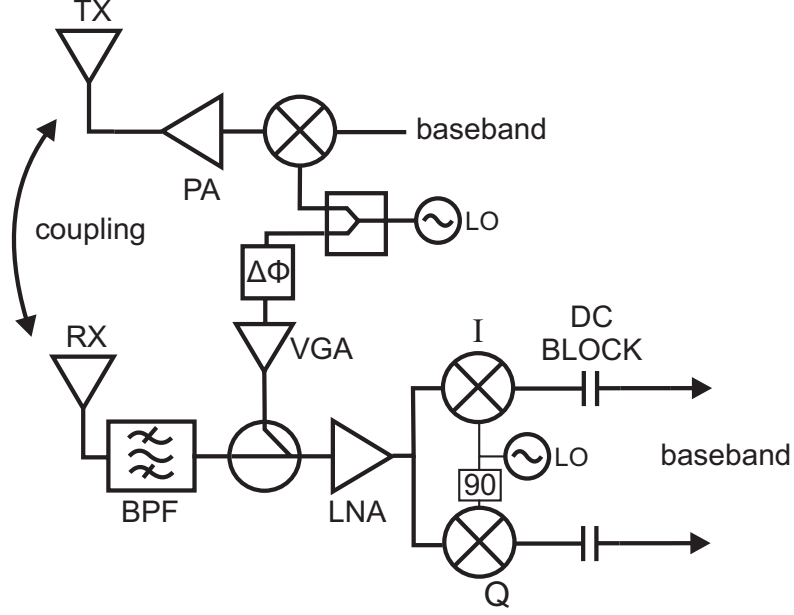 TX
baseband
PA
LO
coupling
ΔΦ
RX
VGA
I
DC
BLOCK
LO
baseband
90
BPF
LNA
Q